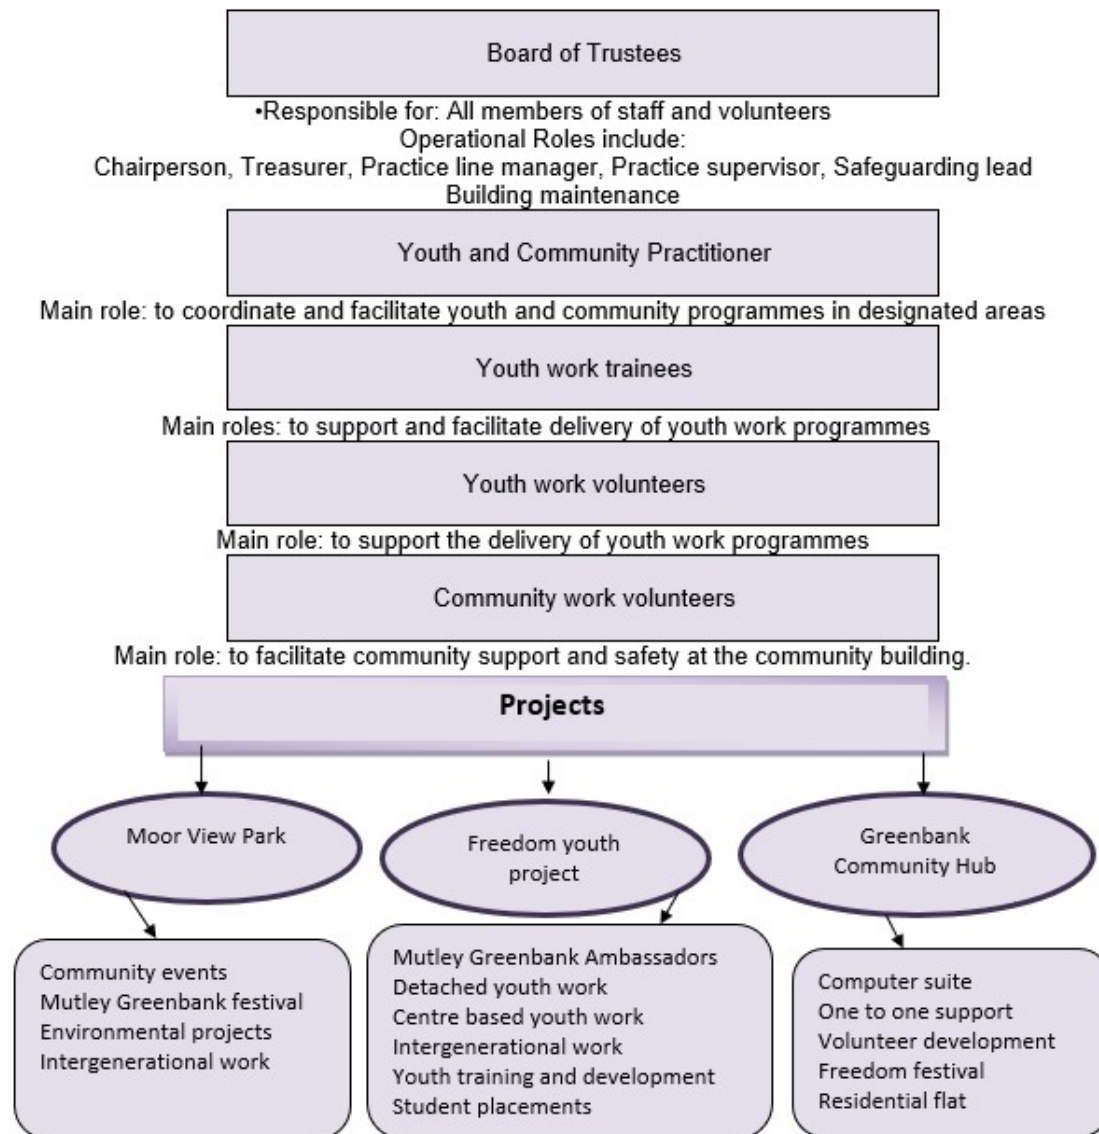 Board of Trustees
•Responsible for: All members of staff and volunteers
Operational Roles include:
Chairperson, Treasurer, Practice line manager, Practice supervisor, Safeguarding lead
Building maintenance
Youth and Community Practitioner
Main role: to coordinate and facilitate youth and community programmes in designated areas
Youth work trainees
Main roles: to support and facilitate delivery of youth work programmes
Youth work volunteers
Main role: to support the delivery of youth work programmes
Community work volunteers
Main role: to facilitate community support and safety at the community building.
Projects
Moor View Park
Freedom youth
project
Greenbank
Community Hub
Community events
Mutley Greenbank festival
Environmental projects
Intergenerational work
Mutley Greenbank Ambassadors
Detached youth work
Centre based youth work
Intergenerational work
Youth training and development
Student placements
Computer suite
One to one support
Volunteer development
Freedom festival
Residential flat